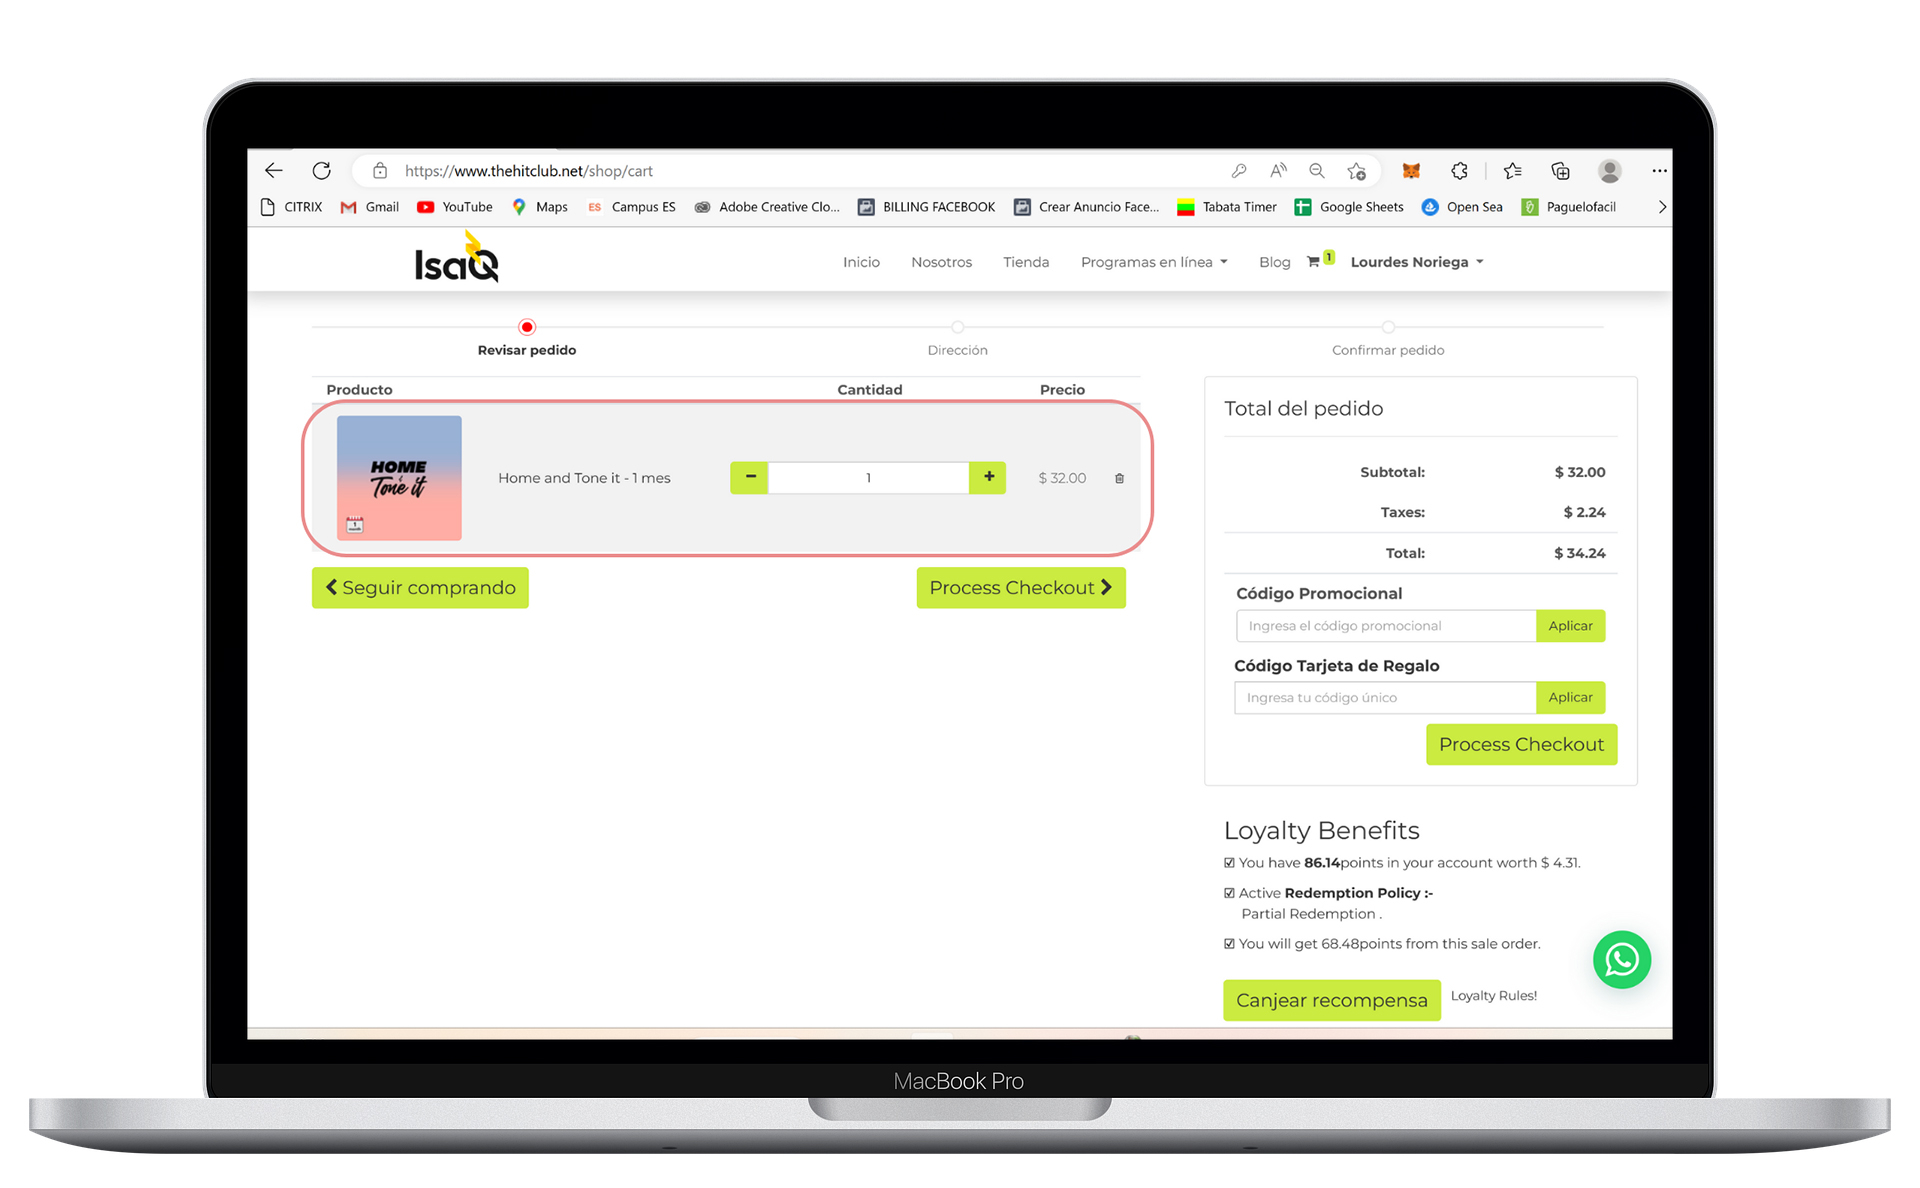 https://www.thehitclub.net/shop/cart
CITRIX Gmail YouTube Maps ES Campus ES Adobe Creative Clo... BILLING FACEBOOK Crear Anuncio Face... Tabata Timer Google Sheets Open Sea Paguelofacil
IsaQ
Inicio Nosotros Tienda Programas en línea Blog 1 Lourdes Noriega
Revisar pedido Dirección Confirmar pedido
Producto Cantidad Precio
HOME
& Tone it
1
month
Home and Tone it - 1 mes − 1 + $ 32.00
Seguir comprando Process Checkout
Total del pedido
Subtotal: $ 32.00
Taxes: $ 2.24
Total: $ 34.24
Código Promocional
Ingresa el código promocional Aplicar
Código Tarjeta de Regalo
Ingresa tu código único Aplicar
Process Checkout
Loyalty Benefits
You have 86.14points in your account worth $ 4.31.
Active Redemption Policy :-
Partial Redemption .
You will get 68.48points from this sale order.
Canjear recompensa Loyalty Rules!
MacBook Pro